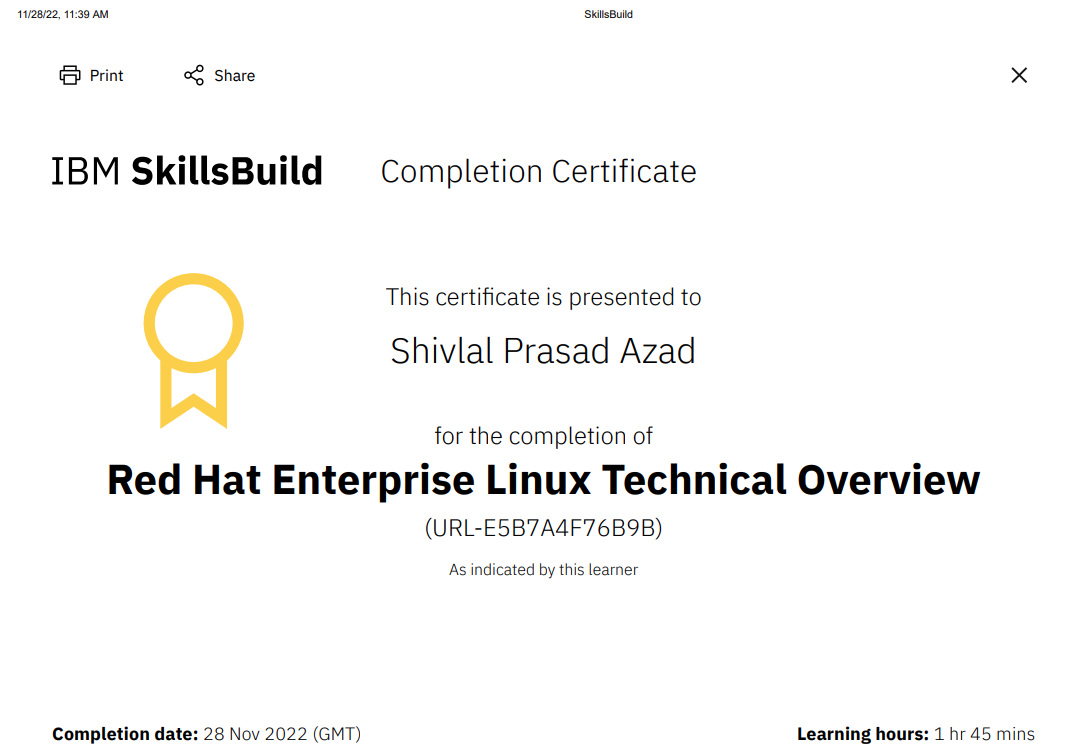 11/28/22, 11:39 AM SkillsBuild
Print Share
IBM SkillsBuild Completion Certificate
This certificate is presented to
Shivlal Prasad Azad
for the completion of
Red Hat Enterprise Linux Technical Overview
(URL-E5B7A4F76B9B)
As indicated by this learner
Completion date: 28 Nov 2022 (GMT) Learning hours: 1 hr 45 mins